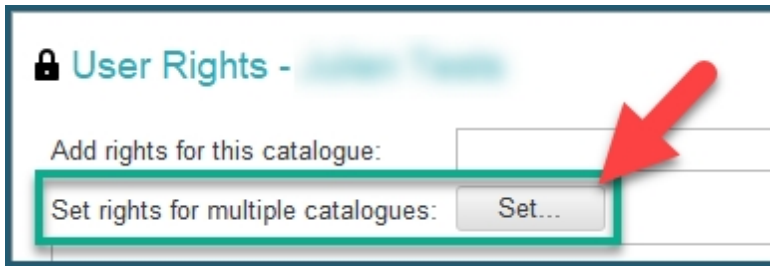 User Rights -
Add rights for this catalogue:
Set rights for multiple catalogues: Set...